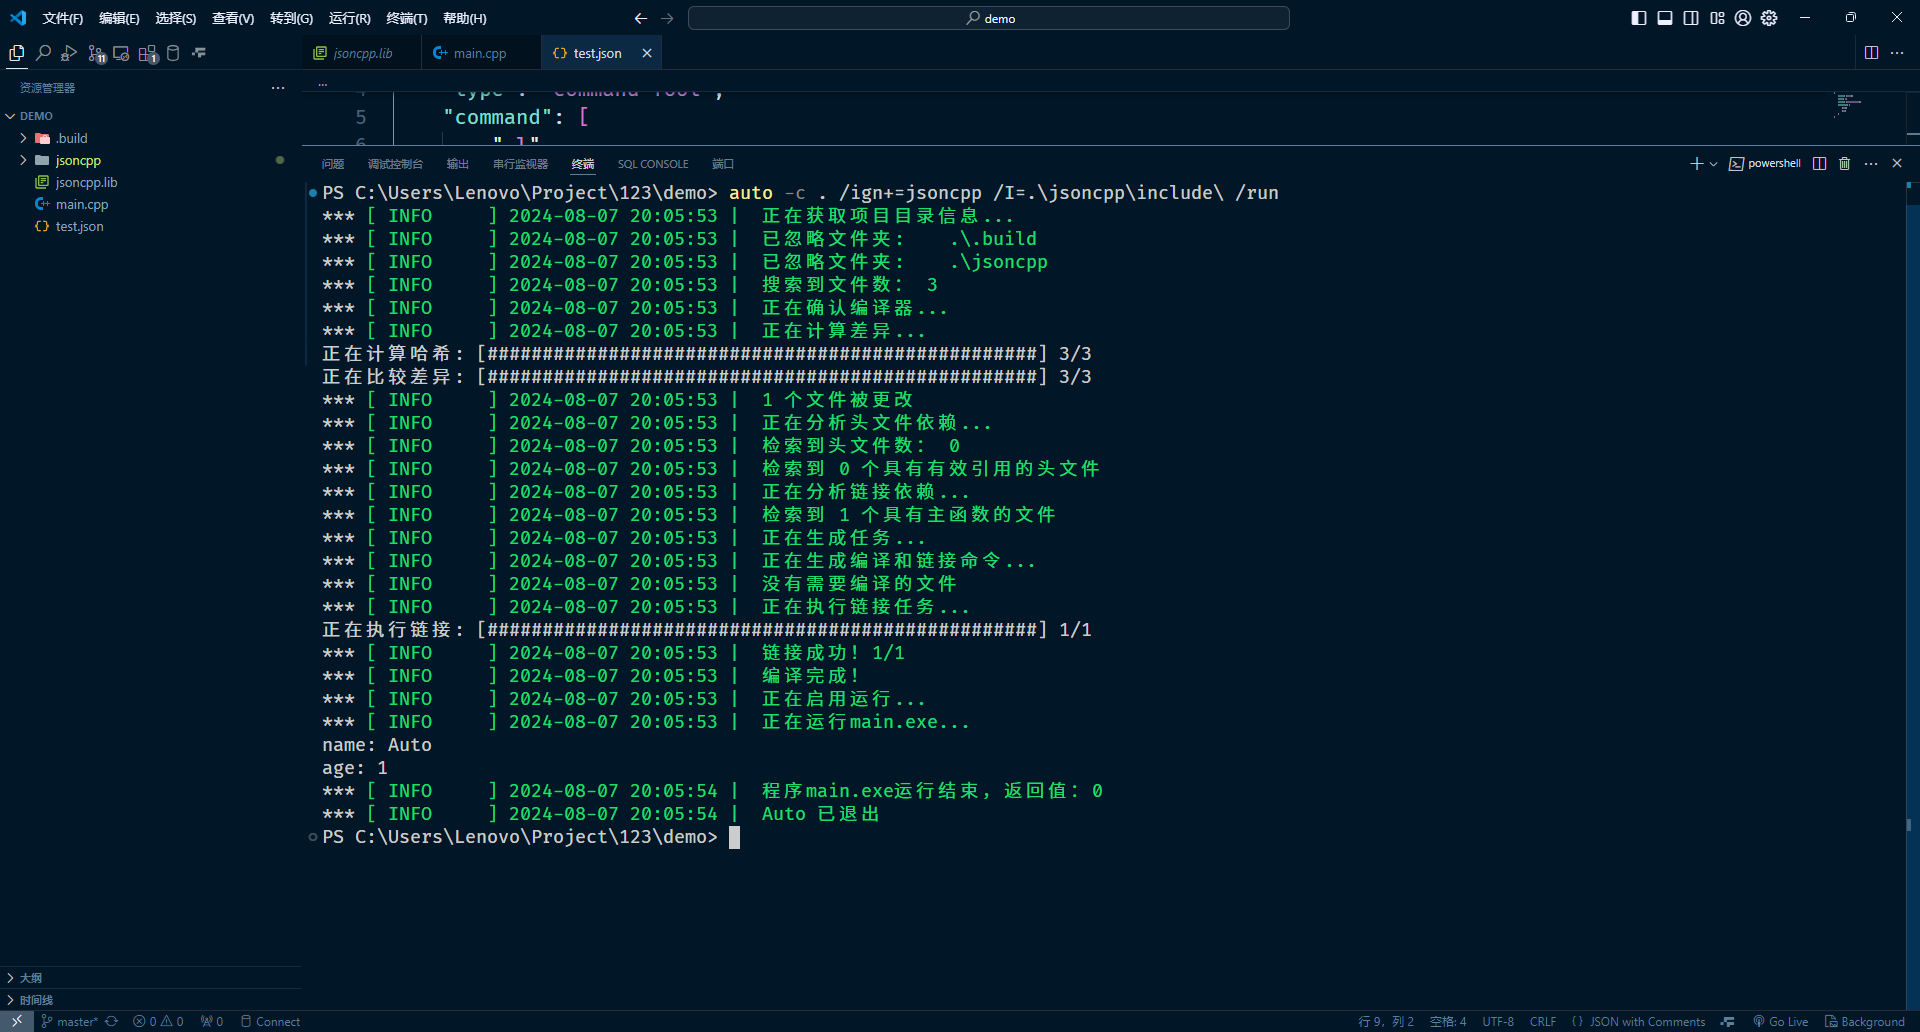 文件(F) 编辑(E) 选择(S) 查看(V) 转到(G) 运行(R) 终端(T) 帮助(H)
demo
11
1
jsoncpp.lib main.cpp test.json
资源管理器
...
DEMO
.build
jsoncpp
jsoncpp.lib
main.cpp
test.json
5 "command": [
问题 调试控制台 输出 串行监视器 终端 SQL CONSOLE 端口
powershell
PS C:\Users\Lenovo\Project\123\demo> auto -c . /ign+=jsoncpp /I=.\jsoncpp\include\ /run
*** [ INFO     ] 2024-08-07 20:05:53 |  正在获取项目目录信息...
*** [ INFO     ] 2024-08-07 20:05:53 |  已忽略文件夹:    .\.build
*** [ INFO     ] 2024-08-07 20:05:53 |  已忽略文件夹:    .\jsoncpp
*** [ INFO     ] 2024-08-07 20:05:53 |  搜索到文件数:  3
*** [ INFO     ] 2024-08-07 20:05:53 |  正在确认编译器...
*** [ INFO     ] 2024-08-07 20:05:53 |  正在计算差异...
正在计算哈希: [##################################################] 3/3
正在比较差异: [##################################################] 3/3
*** [ INFO     ] 2024-08-07 20:05:53 |  1 个文件被更改
*** [ INFO     ] 2024-08-07 20:05:53 |  正在分析头文件依赖...
*** [ INFO     ] 2024-08-07 20:05:53 |  检索到头文件数:  0
*** [ INFO     ] 2024-08-07 20:05:53 |  检索到 0 个具有有效引用的头文件
*** [ INFO     ] 2024-08-07 20:05:53 |  正在分析链接依赖...
*** [ INFO     ] 2024-08-07 20:05:53 |  检索到 1 个具有主函数的文件
*** [ INFO     ] 2024-08-07 20:05:53 |  正在生成任务...
*** [ INFO     ] 2024-08-07 20:05:53 |  正在生成编译和链接命令...
*** [ INFO     ] 2024-08-07 20:05:53 |  没有需要编译的文件
*** [ INFO     ] 2024-08-07 20:05:53 |  正在执行链接任务...
正在执行链接: [##################################################] 1/1
*** [ INFO     ] 2024-08-07 20:05:53 |  链接成功! 1/1
*** [ INFO     ] 2024-08-07 20:05:53 |  编译完成!
*** [ INFO     ] 2024-08-07 20:05:53 |  正在启用运行...
*** [ INFO     ] 2024-08-07 20:05:53 |  正在运行main.exe...
name: Auto
age: 1
*** [ INFO     ] 2024-08-07 20:05:54 |  程序main.exe运行结束, 返回值: 0
*** [ INFO     ] 2024-08-07 20:05:54 |  Auto 已退出
PS C:\Users\Lenovo\Project\123\demo>
大纲
时间线
master* 0 0 0 Connect 行 9, 列 2 空格: 4 UTF-8 CRLF {} JSON with Comments Go Live Background